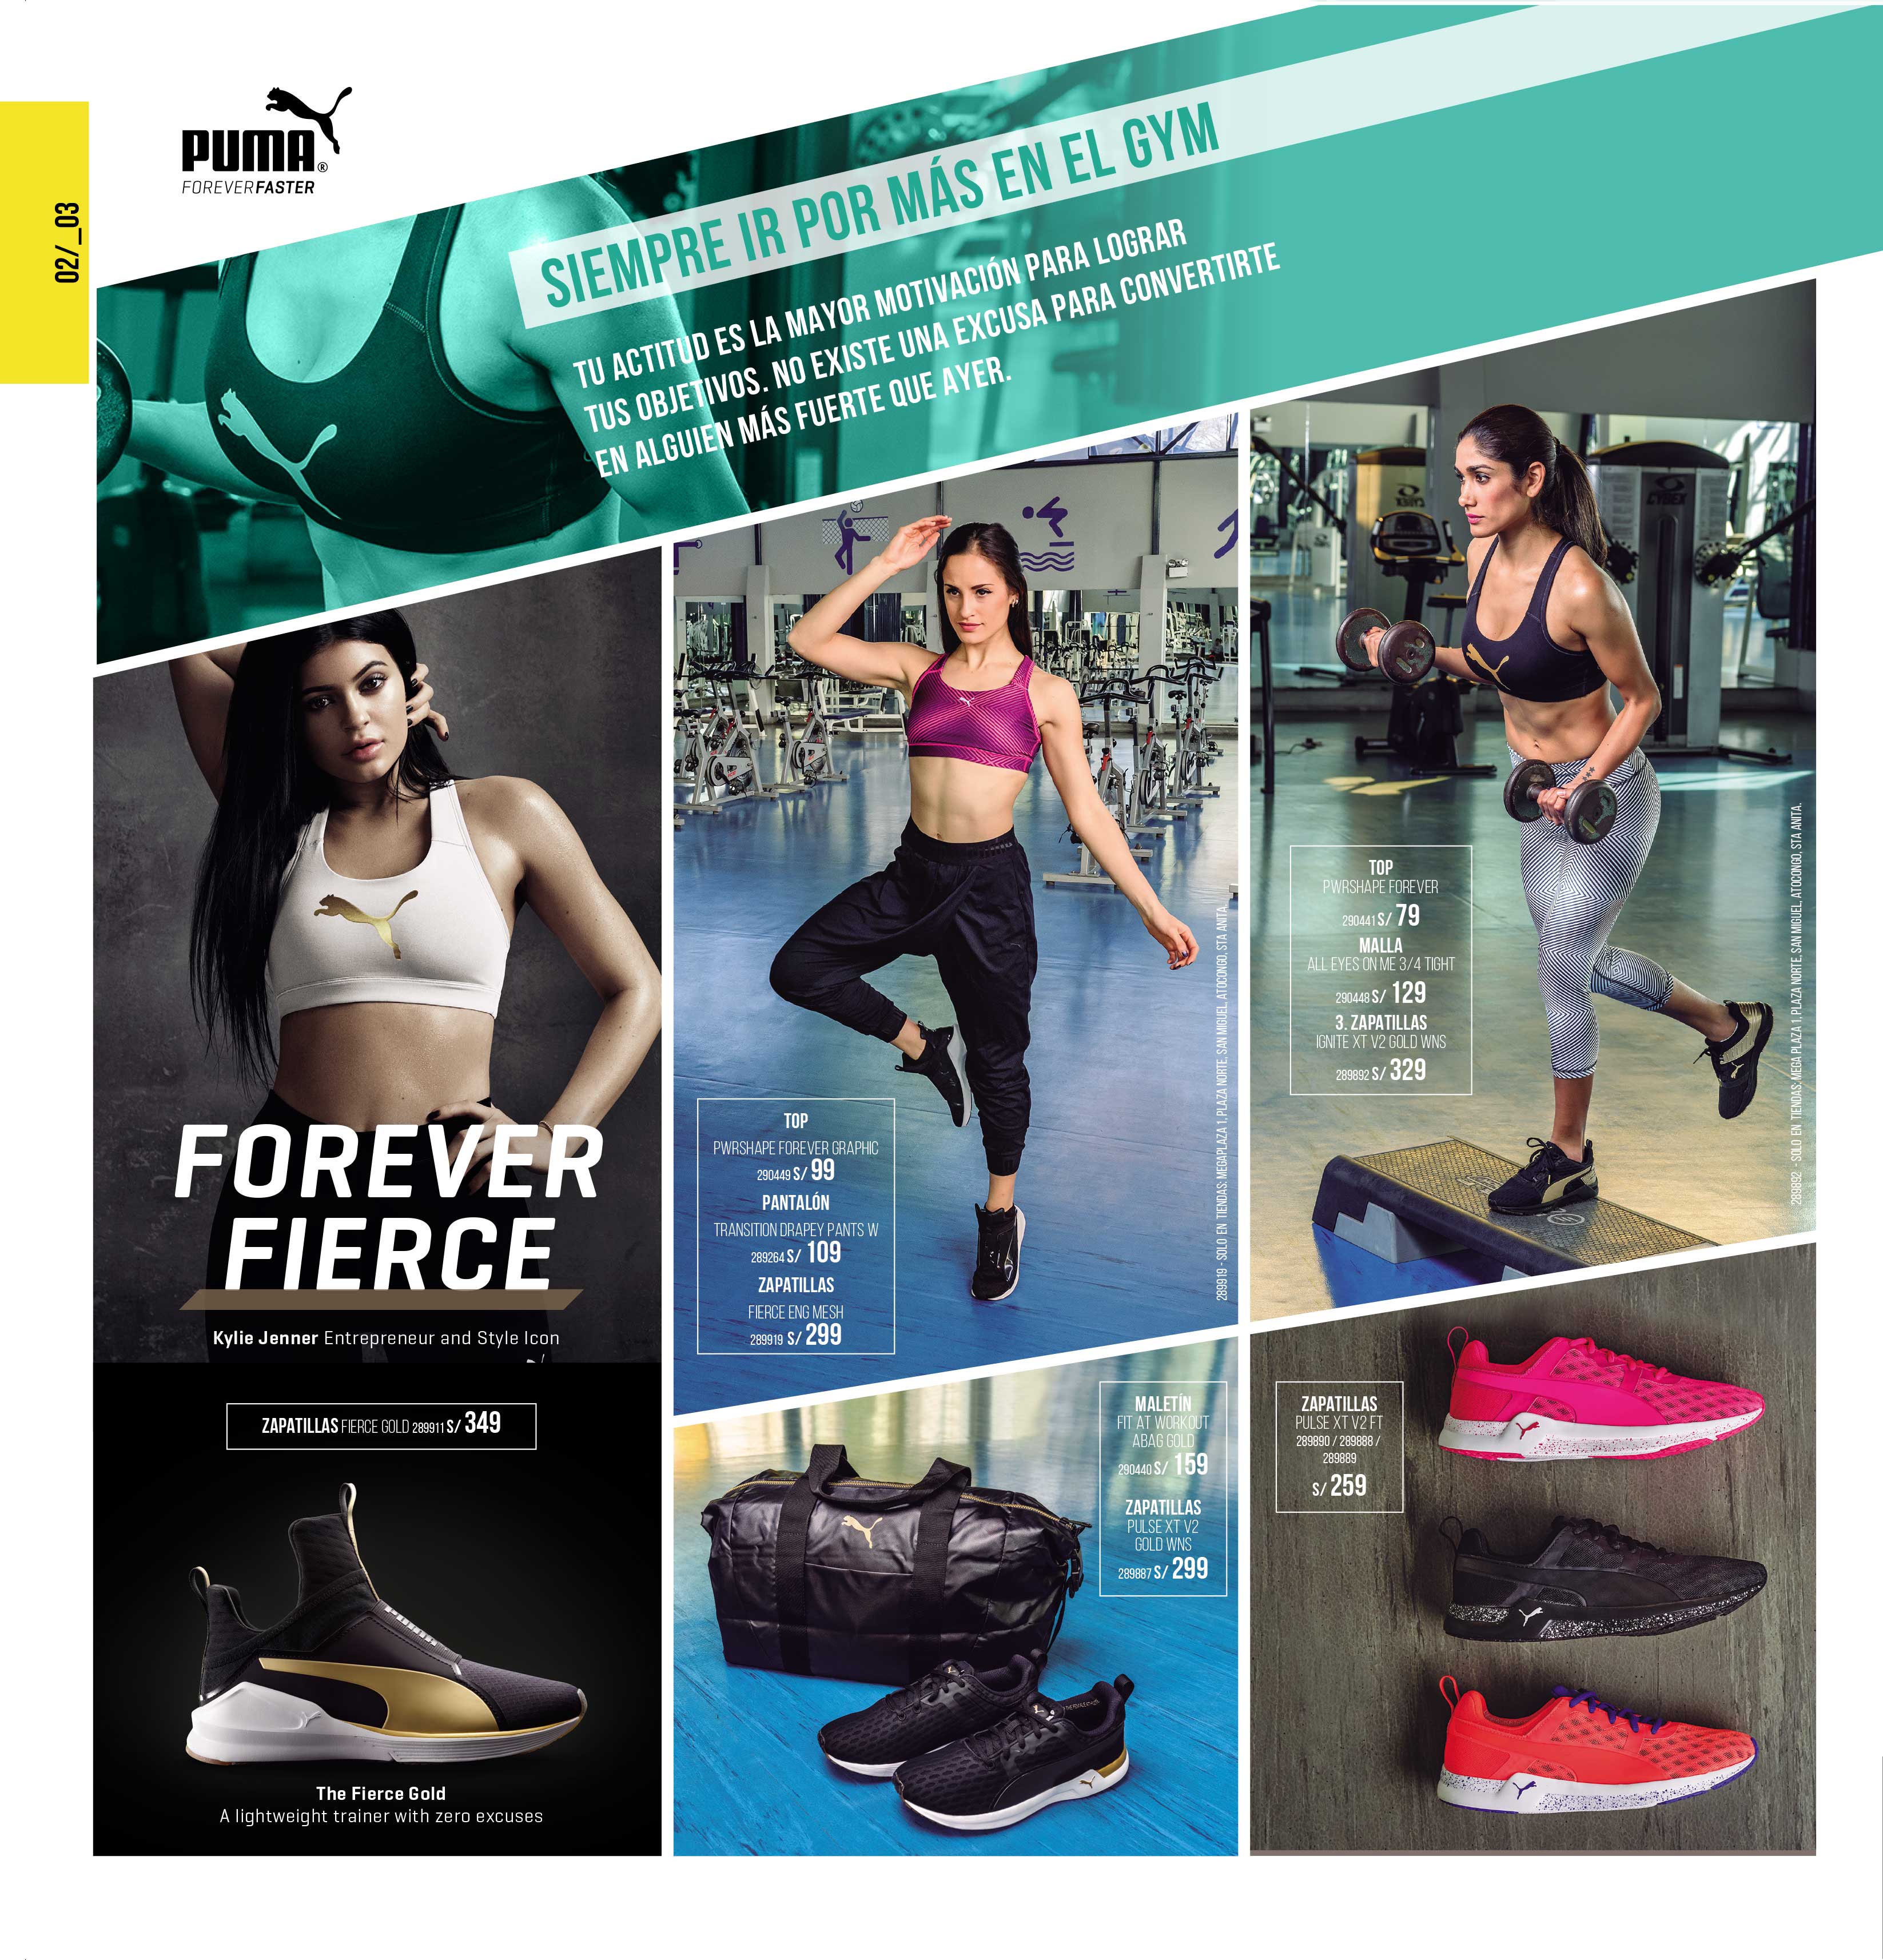 02/_03
PUMA®
FOREVERFASTER
SIEMPRE IR POR MÁS EN EL GYM
TU ACTITUD ES LA MAYOR MOTIVACIÓN PARA LOGRAR
TUS OBJETIVOS. NO EXISTE UNA EXCUSA PARA CONVERTIRTE
EN ALGUIEN MÁS FUERTE QUE AYER.
FOREVER
FIERCE
Kylie Jenner Entrepreneur and Style Icon
ZAPATILLAS FIERCE GOLD 289911 S/ 349
The Fierce Gold
A lightweight trainer with zero excuses
TOP
PWRSHAPE FOREVER GRAPHIC
290449 S/ 99
PANTALÓN
TRANSITION DRAPEY PANTS W
289264 S/ 109
ZAPATILLAS
FIERCE ENG MESH
289919 S/ 299
289919 - SOLO EN TIENDAS: MEGAPLAZA 1, PLAZA NORTE, SAN MIGUEL, ATOCONGO, STA ANITA.
CYBEX
TOP
PWRSHAPE FOREVER
290441 S/ 79
MALLA
ALL EYES ON ME 3/4 TIGHT
290448 S/ 129
3. ZAPATILLAS
IGNITE XT V2 GOLD WNS
289892 S/ 329
289892 - SOLO EN TIENDAS: MEGA PLAZA 1, PLAZA NORTE, SAN MIGUEL, ATOCONGO, STA ANITA.
MALETÍN
FIT AT WORKOUT
ABAG GOLD
290440 S/ 159
ZAPATILLAS
PULSE XT V2
GOLD WNS
289887 S/ 299
ZAPATILLAS
PULSE XT V2 FT
289890 / 289888 /
289889
S/ 259